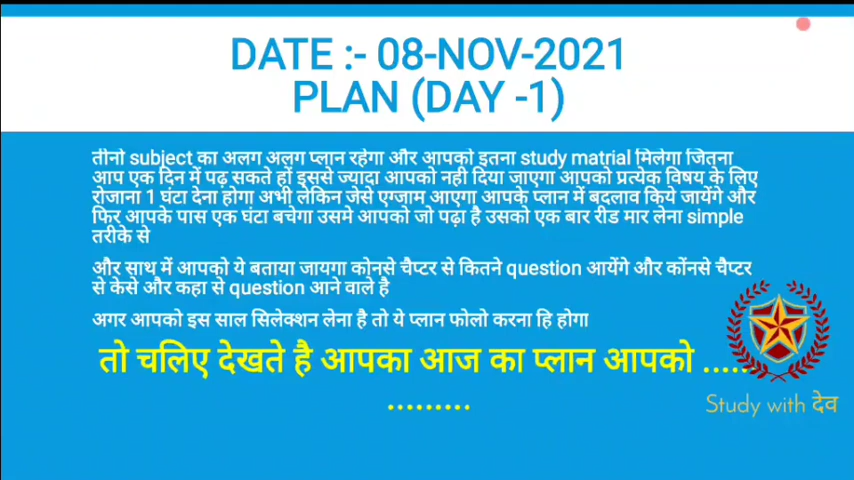 DATE :- 08-NOV-2021
PLAN (DAY -1)
तीनो subject का अलग अलग प्लान रहेगा और आपको इतना study matrial मिलेगा जितना
आप एक दिन में पढ़ सकते हों इससे ज्यादा आपको नही दिया जाएगा आपको प्रत्येक विषय के लिए
रोजाना 1 घंटा देना होगा अभी लेकिन जेसे एग्जाम आएगा आपके प्लान में बदलाव किये जायेंगे और
फिर आपके पास एक घंटा बचेगा उसमे आपको जो पढ़ा है उसको एक बार रीड मार लेना simple
तरीके से
और साथ में आपको ये बताया जायगा कोनसे चैप्टर से कितने question आयेंगे और कोंनसे चैप्टर
से केसे और कहा से question आने वाले है
अगर आपको इस साल सिलेक्शन लेना है तो ये प्लान फोलो करना हि होगा
तो चलिए देखते है आपका आज का प्लान आपको ......
.........
Study with देव